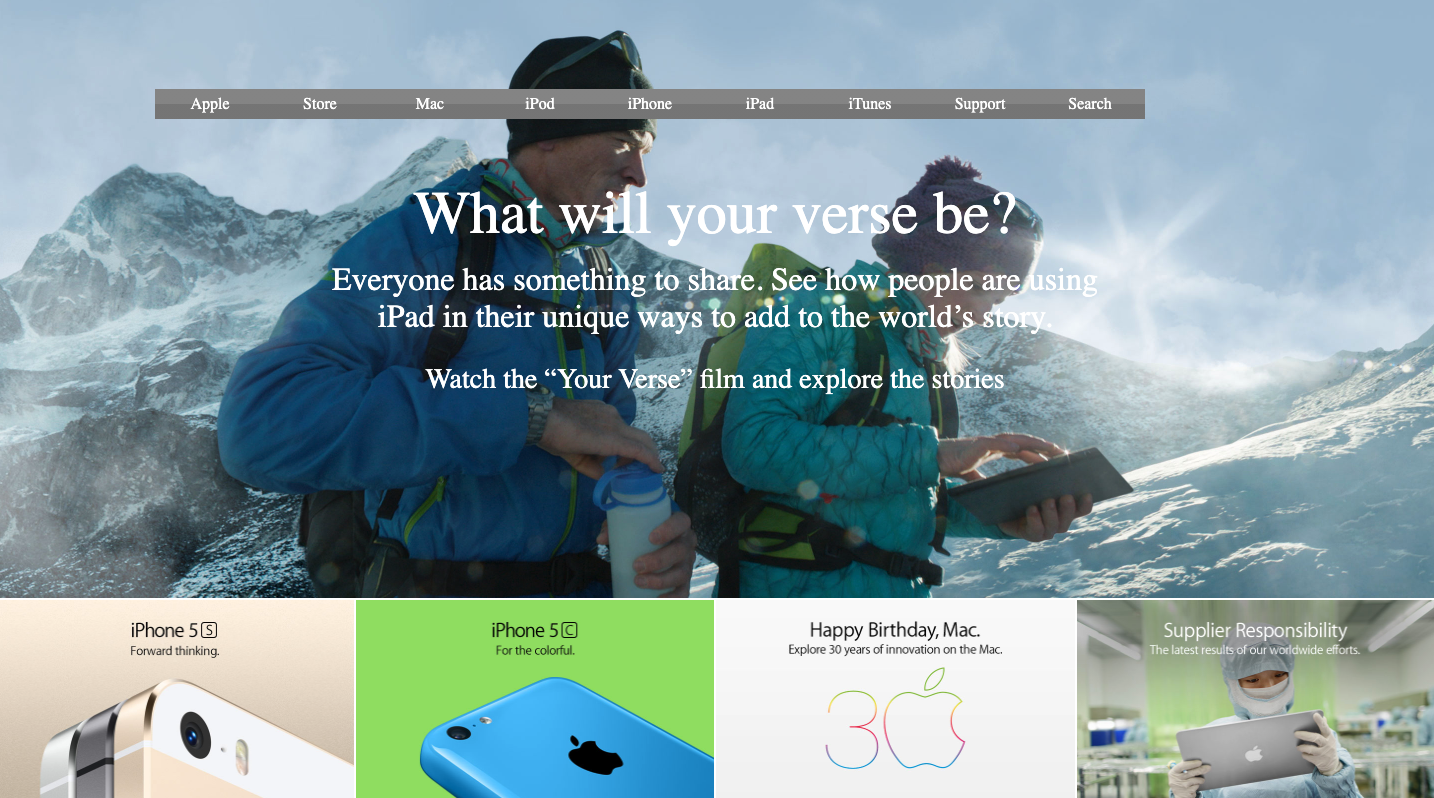 Apple Store Mac iPod iPhone iPad iTunes Support Search
What will your verse be?
Everyone has something to share. See how people are using
iPad in their unique ways to add to the world’s story.
Watch the “Your Verse” film and explore the stories
iPhone 5S
Forward thinking.
iPhone 5C
For the colorful.
Happy Birthday, Mac.
Explore 30 years of innovation on the Mac.
30
Supplier Responsibility
The latest results of our worldwide efforts.